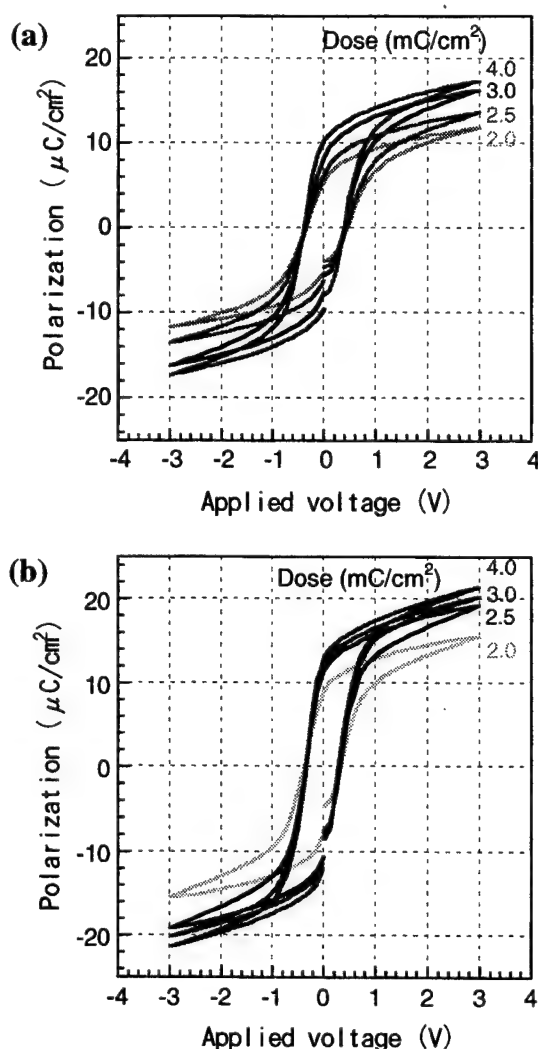 (a)
Dose (mC/cm²)
4.0
3.0
2.5
2.0
20
10
0
-10
-20
Polarization (μC/cm²)
-4 -3 -2 -1 0 1 2 3 4
Applied voltage (V)
(b)
Dose (mC/cm²)
4.0
3.0
2.5
2.0
20
10
0
-10
-20
Polarization (μC/cm²)
-4 -3 -2 -1 0 1 2 3 4
Applied voltage (V)